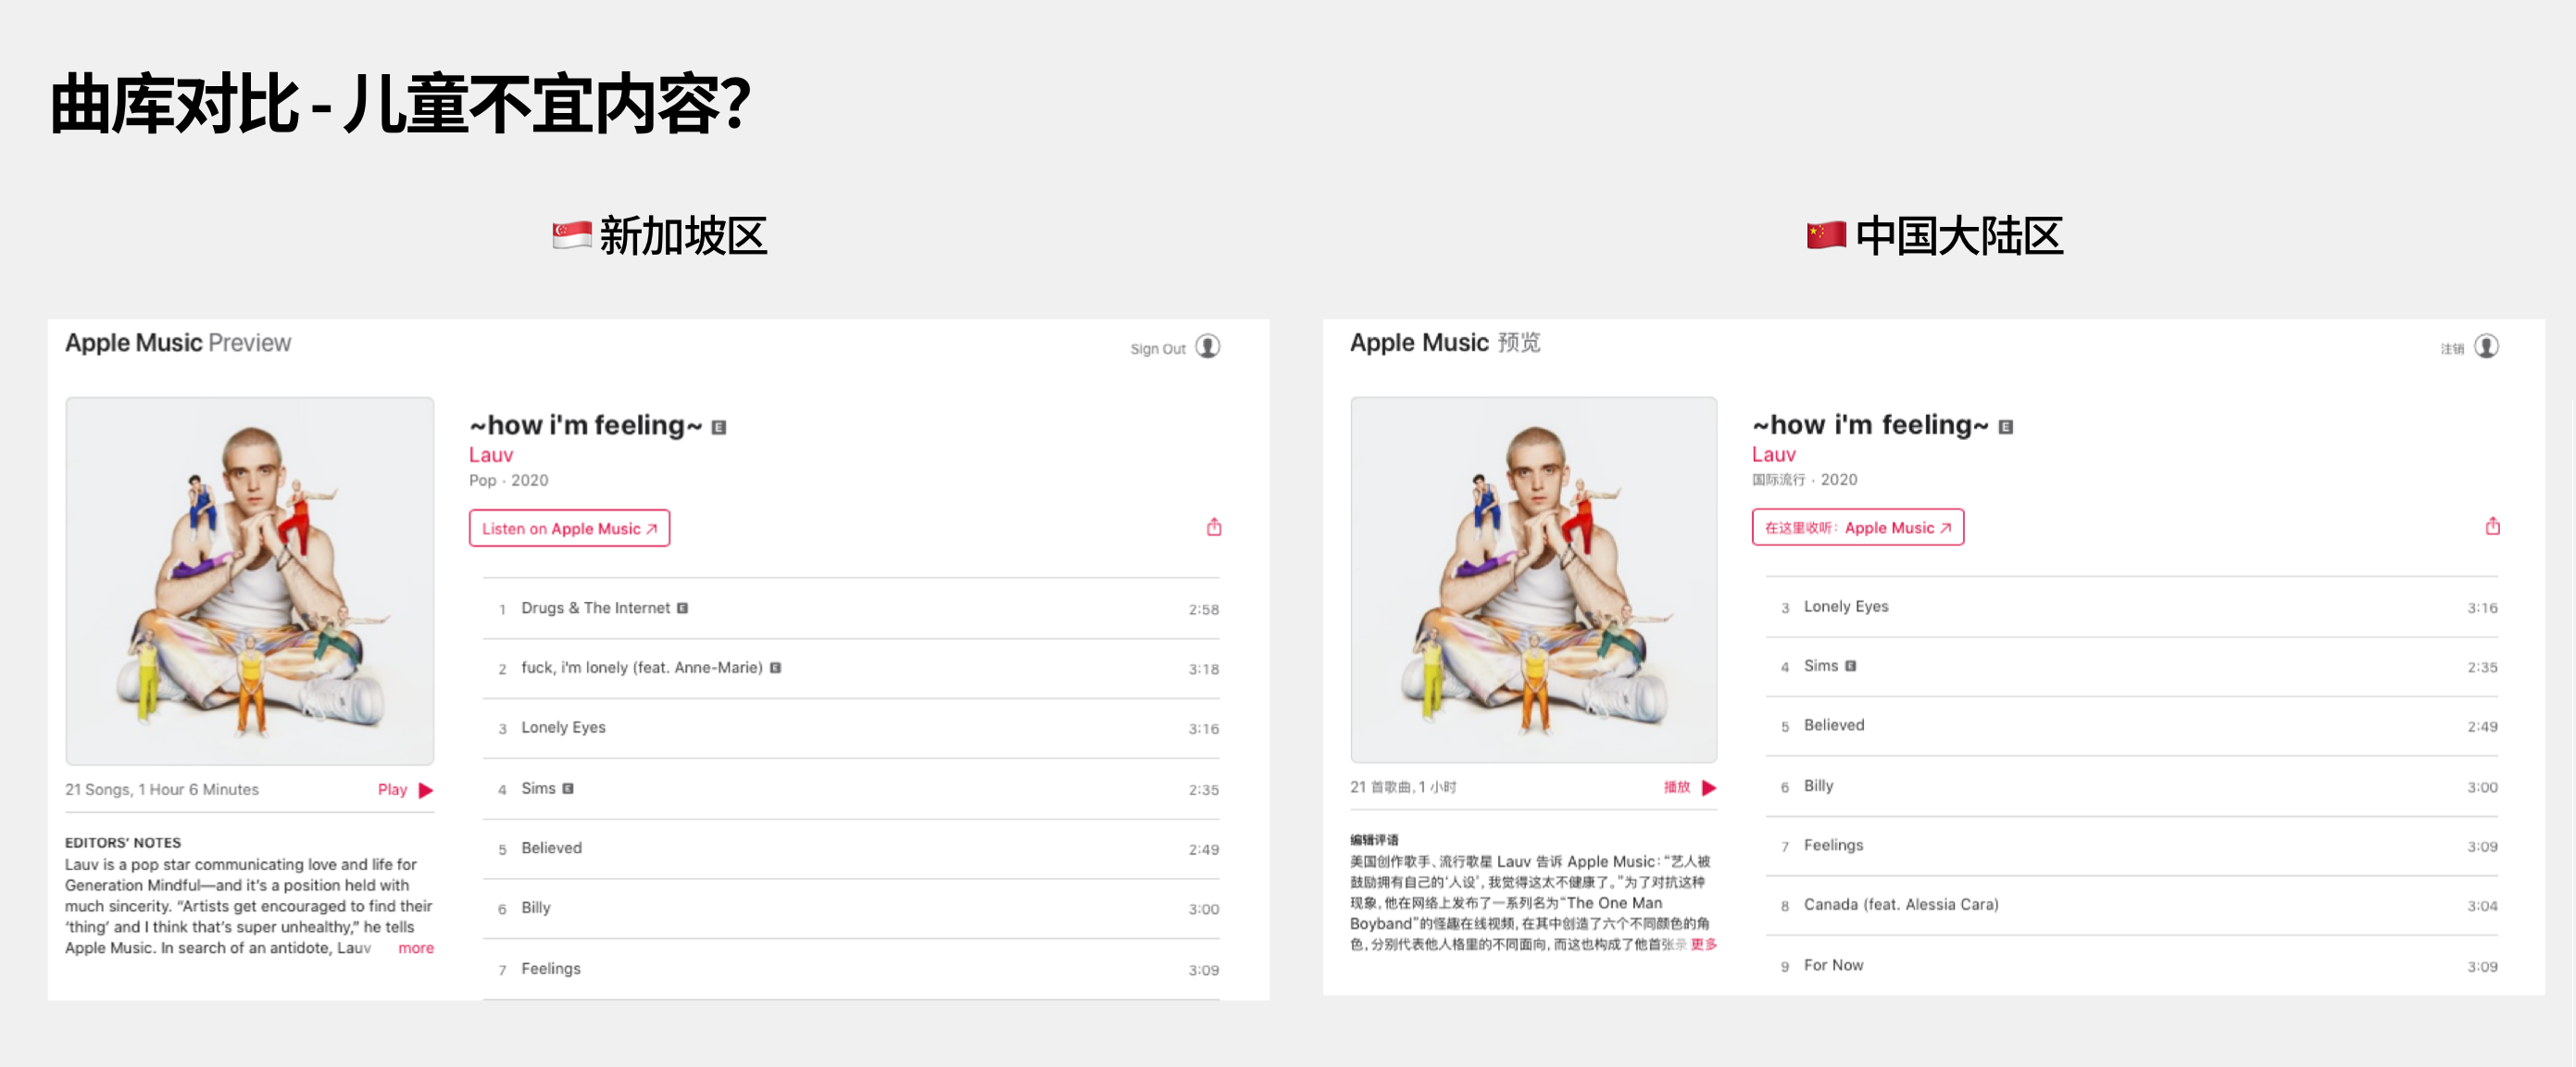 曲库对比 - 儿童不宜内容？
🇸🇬 新加坡区
Apple Music Preview
Sign Out
~how i'm feeling~ E
Lauv
Pop · 2020
Listen on Apple Music ↗
1 Drugs & The Internet E 2:58
2 fuck, i'm lonely (feat. Anne-Marie) E 3:18
3 Lonely Eyes 3:16
4 Sims E 2:35
5 Believed 2:49
6 Billy 3:00
7 Feelings 3:09
21 Songs, 1 Hour 6 Minutes
Play ▶
EDITORS' NOTES
Lauv is a pop star communicating love and life for
Generation Mindful—and it's a position held with
much sincerity. “Artists get encouraged to find their
‘thing’ and I think that's super unhealthy,” he tells
Apple Music. In search of an antidote, Lauv more
🇨🇳 中国大陆区
Apple Music 预览
注销
~how i'm feeling~ E
Lauv
国际流行 · 2020
在这里收听：Apple Music ↗
3 Lonely Eyes 3:16
4 Sims E 2:35
5 Believed 2:49
6 Billy 3:00
7 Feelings 3:09
8 Canada (feat. Alessia Cara) 3:04
9 For Now 3:09
21 首歌曲, 1 小时
播放 ▶
编辑评语
美国创作歌手、流行歌星 Lauv 告诉 Apple Music：“艺人被
鼓励拥有自己的‘人设’，我觉得这太不健康了。”为了对抗这种
现象，他在网络上发布了一系列名为“The One Man
Boyband”的怪趣在线视频，在其中创造了六个不同颜色的角
色，分别代表他人格里的不同面向，而这也构成了他首张录 更多